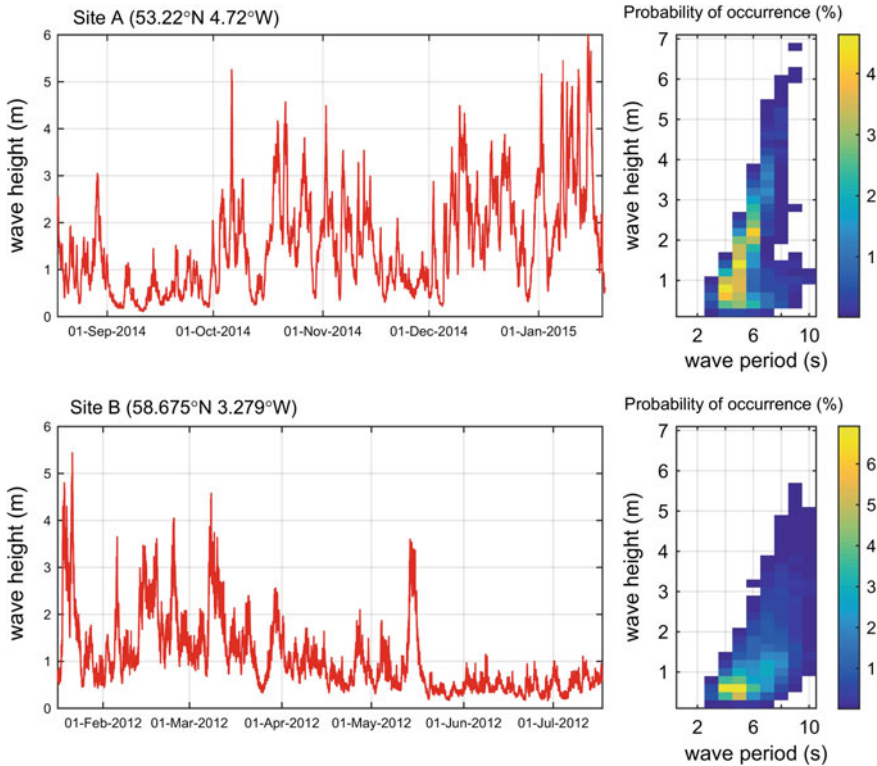 Site A (53.22°N 4.72°W)
Probability of occurrence (%)
wave height (m)
6
5
4
3
2
1
0
01-Sep-2014 01-Oct-2014 01-Nov-2014 01-Dec-2014 01-Jan-2015
wave height (m)
7
6
5
4
3
2
1
2 6 10
wave period (s)
4
3
2
1
Site B (58.675°N 3.279°W)
Probability of occurrence (%)
wave height (m)
6
5
4
3
2
1
0
01-Feb-2012 01-Mar-2012 01-Apr-2012 01-May-2012 01-Jun-2012 01-Jul-2012
wave height (m)
7
6
5
4
3
2
1
2 6 10
wave period (s)
6
5
4
3
2
1